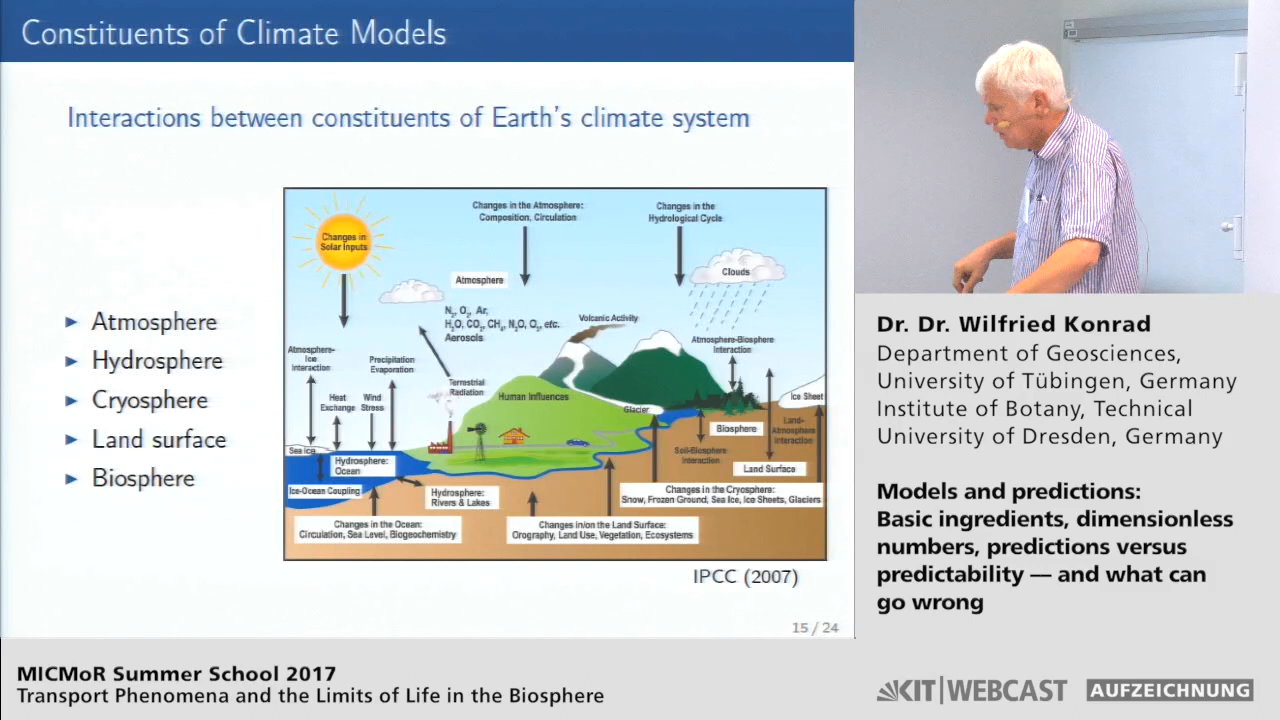 Constituents of Climate Models
Interactions between constituents of Earth's climate system
Atmosphere
Hydrosphere
Cryosphere
Land surface
Biosphere
Changes in
Solar Inputs
Changes in the Atmosphere:
Composition, Circulation
Changes in the
Hydrological Cycle
Atmosphere
Clouds
N₂, O₂, Ar,
H₂O, CO₂, CH₄, N₂O, O₃, etc.
Aerosols
Volcanic Activity
Atmosphere-
Ice
Interaction
Precipitation
Evaporation
Atmosphere-Biosphere
Interaction
Terrestrial
Radiation
Heat
Exchange
Wind
Stress
Human Influences
Glacier
Ice Sheet
Biosphere
Land-
Atmosphere
Interaction
Soil-Biosphere
Interaction
Land Surface
Sea Ice
Hydrosphere:
Ocean
Ice-Ocean Coupling
Hydrosphere:
Rivers & Lakes
Changes in the Cryosphere:
Snow, Frozen Ground, Sea Ice, Ice Sheets, Glaciers
Changes in the Ocean:
Circulation, Sea Level, Biogeochemistry
Changes in/on the Land Surface:
Orography, Land Use, Vegetation, Ecosystems
IPCC (2007)
15 / 24
Dr. Dr. Wilfried Konrad
Department of Geosciences,
University of Tübingen, Germany
Institute of Botany, Technical
University of Dresden, Germany
Models and predictions:
Basic ingredients, dimensionless
numbers, predictions versus
predictability — and what can
go wrong
MICMoR Summer School 2017
Transport Phenomena and the Limits of Life in the Biosphere
KIT|WEBCAST
AUFZEICHNUNG